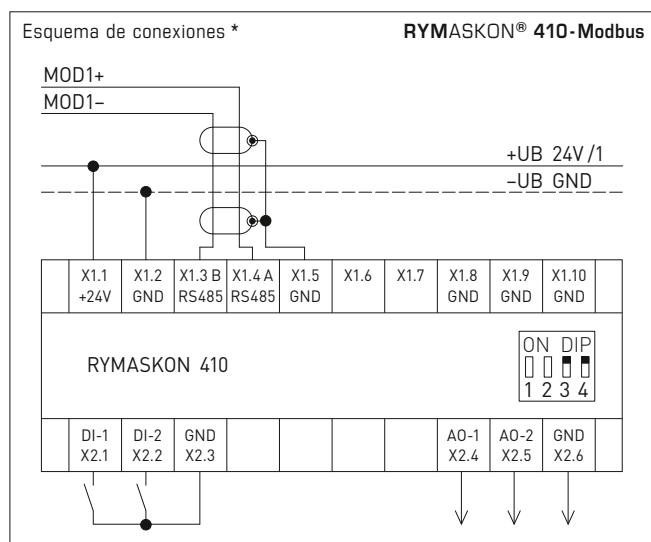 Esquema de conexiones * RYMASKON® 410-Modbus
MOD1+
MOD1–
+UB 24V/1
–UB GND
X1.1 X1.2 X1.3 B X1.4 A X1.5 X1.6 X1.7 X1.8 X1.9 X1.10
+24V GND RS485 RS485 GND GND GND GND
ON DIP
RYMASKON 410
1 2 3 4
DI-1 DI-2 GND AO-1 AO-2 GND
X2.1 X2.2 X2.3 X2.4 X2.5 X2.6